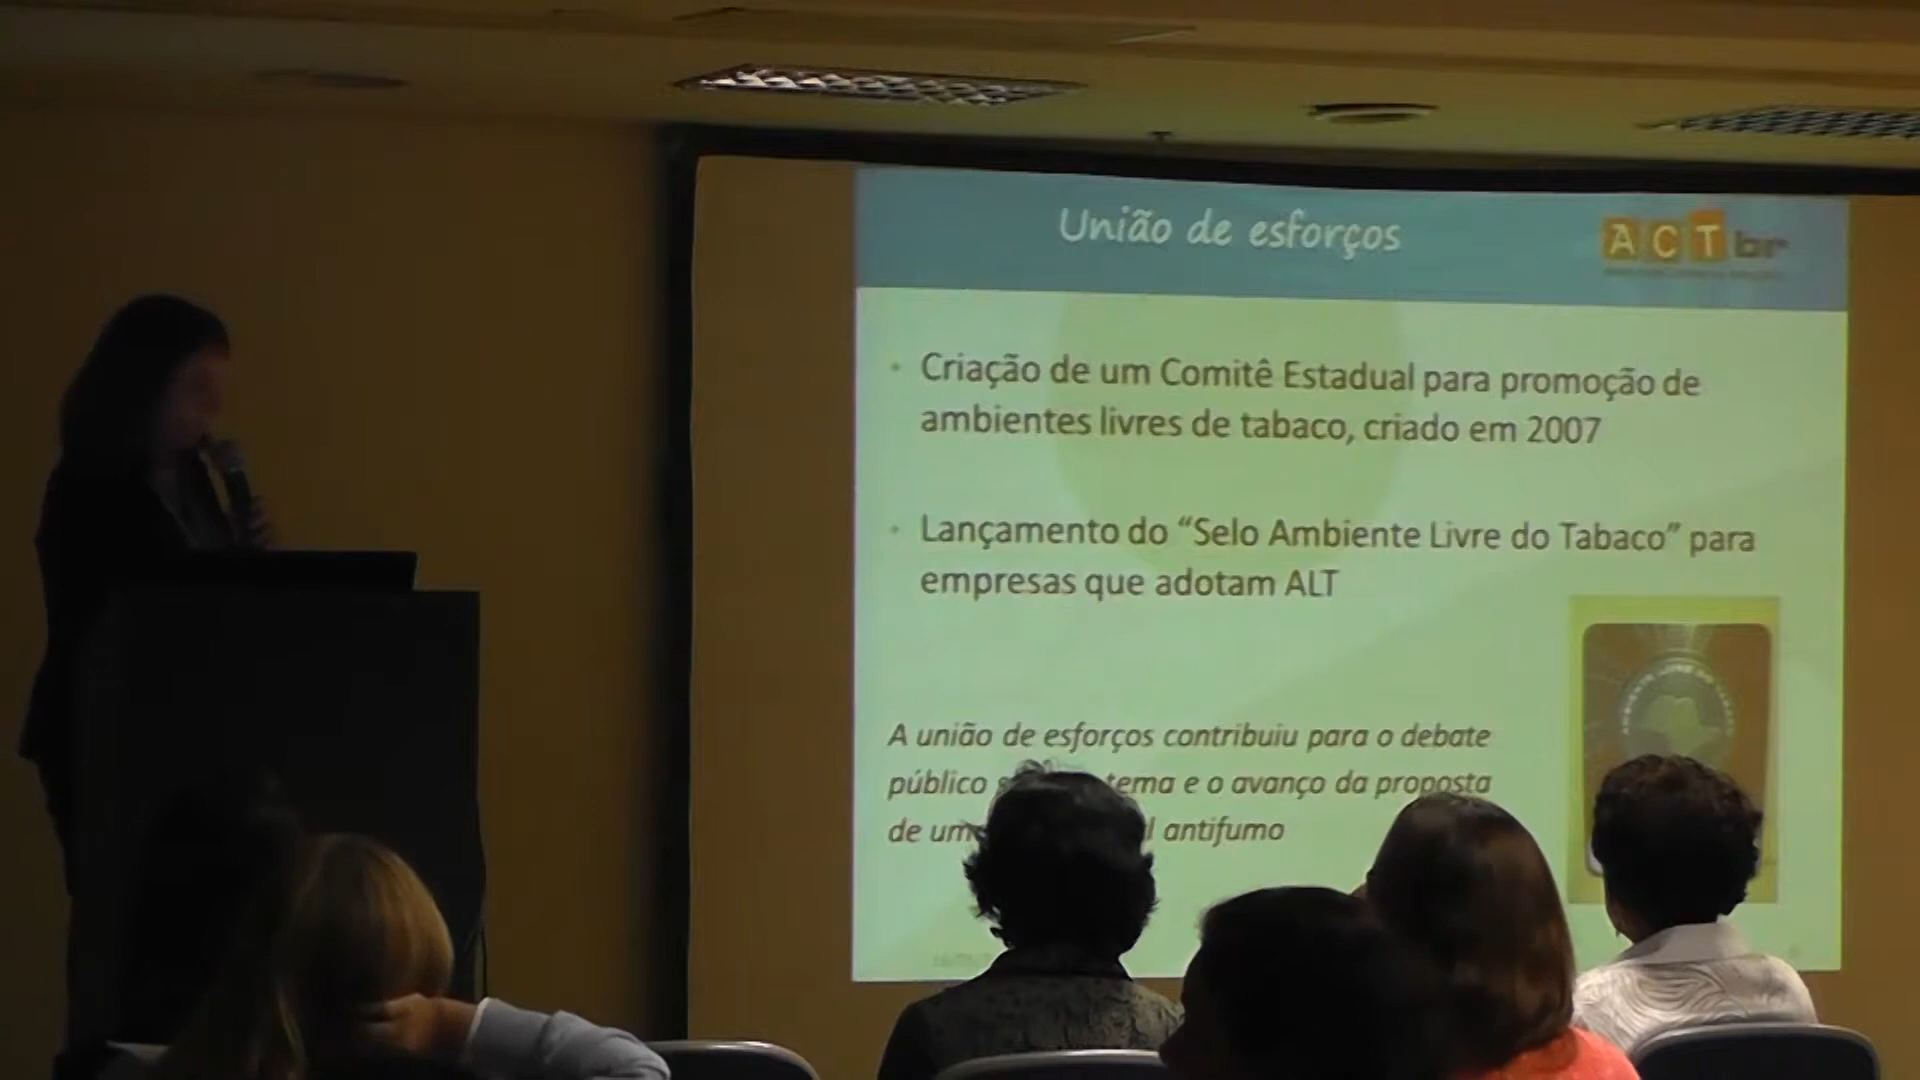 União de esforços
ACTbr
• Criação de um Comitê Estadual para promoção de
ambientes livres de tabaco, criado em 2007
• Lançamento do “Selo Ambiente Livre do Tabaco” para
empresas que adotam ALT
A união de esforços contribuiu para o debate
público tema e o avanço da proposta
de antifumo